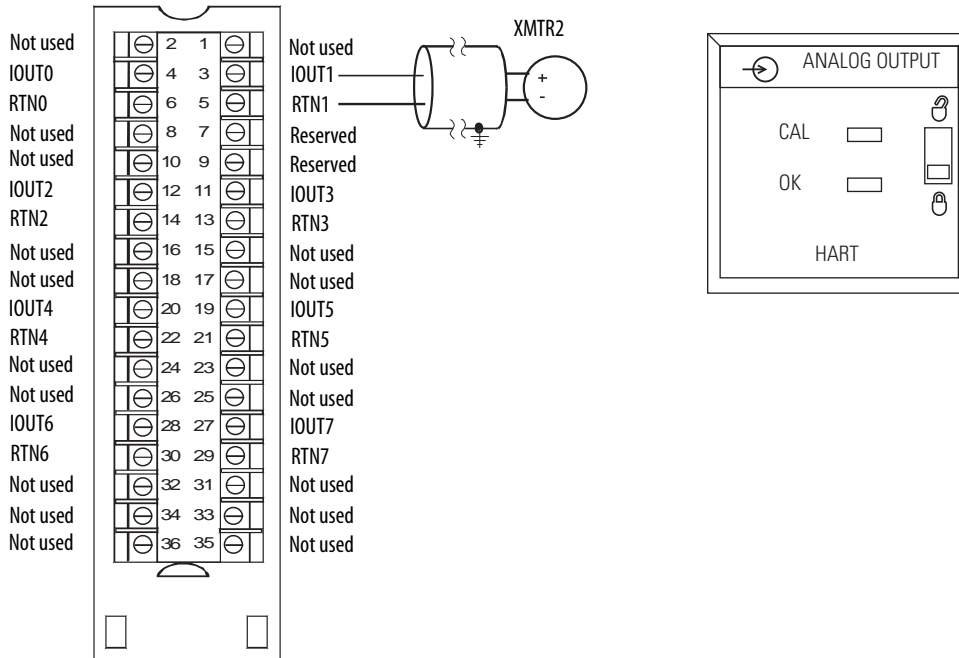 XMTR2
Not used 2 1 Not used
IOUT0 4 3 IOUT1 +
RTN0 6 5 RTN1 -
Not used 8 7 Reserved
Not used 10 9 Reserved
IOUT2 12 11 IOUT3
RTN2 14 13 RTN3
Not used 16 15 Not used
Not used 18 17 Not used
IOUT4 20 19 IOUT5
RTN4 22 21 RTN5
Not used 24 23 Not used
Not used 26 25 Not used
IOUT6 28 27 IOUT7
RTN6 30 29 RTN7
Not used 32 31 Not used
Not used 34 33 Not used
Not used 36 35 Not used
ANALOG OUTPUT
CAL
OK
HART